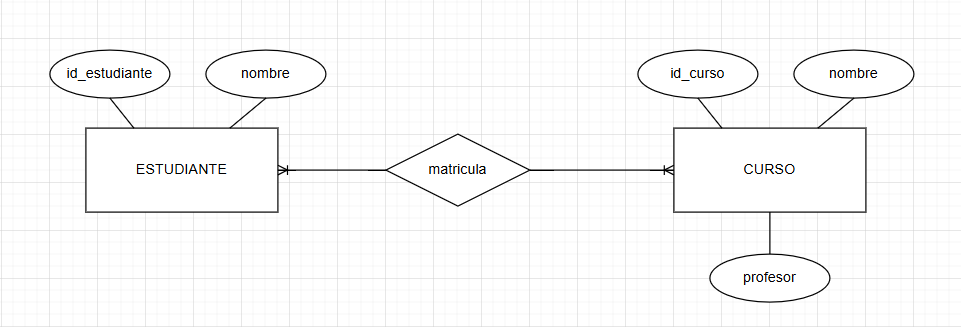 id_estudiante
nombre
id_curso
nombre
ESTUDIANTE
matricula
CURSO
profesor